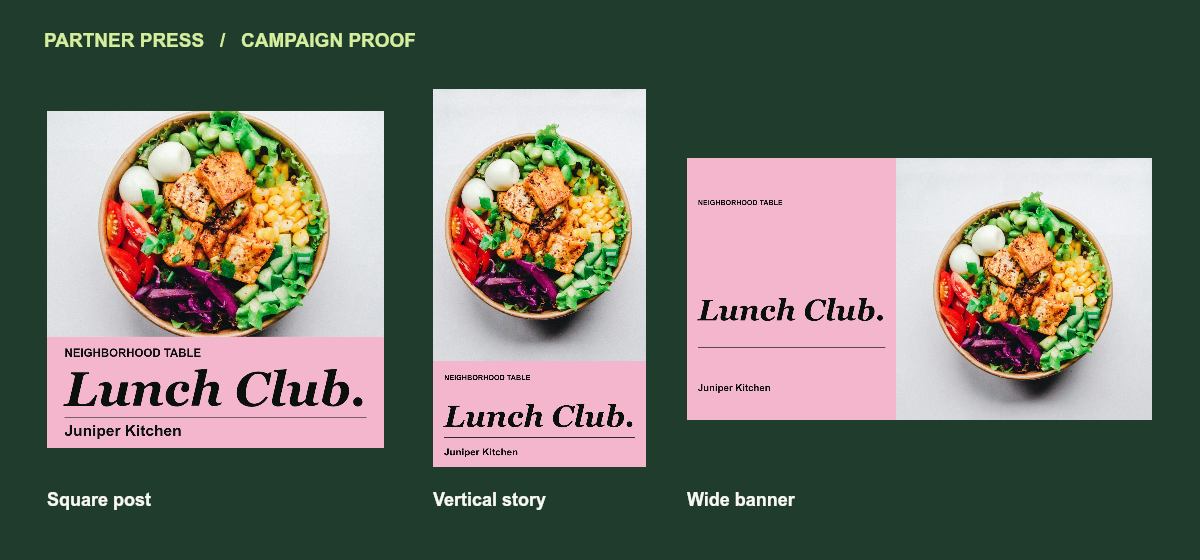 PARTNER PRESS / CAMPAIGN PROOF
NEIGHBORHOOD TABLE
Lunch Club.
Juniper Kitchen
Square post
NEIGHBORHOOD TABLE
Lunch Club.
Juniper Kitchen
Vertical story
NEIGHBORHOOD TABLE
Lunch Club.
Juniper Kitchen
Wide banner